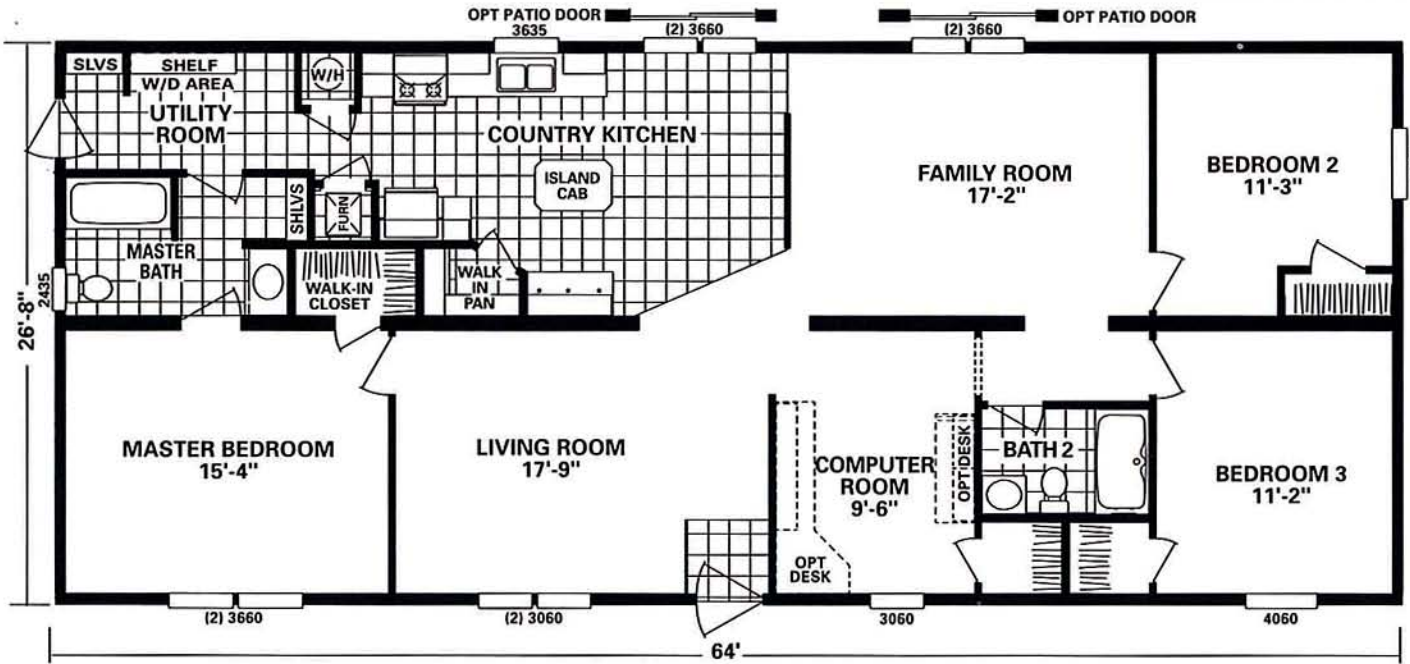 OPT PATIO DOOR
OPT PATIO DOOR
3635
(2) 3660
(2) 3660
SLVS
SHELF
W/D AREA
W/H
UTILITY
ROOM
COUNTRY KITCHEN
ISLAND
CAB
FAMILY ROOM
17'-2"
BEDROOM 2
11'-3"
SHLVS
FURN
MASTER
BATH
2435
WALK-IN
CLOSET
WALK
IN
PAN
26'-8"
MASTER BEDROOM
15'-4"
LIVING ROOM
17'-9"
COMPUTER
ROOM
9'-6"
OPT DESK
BATH 2
BEDROOM 3
11'-2"
OPT
DESK
(2) 3660
(2) 3060
3060
4060
64'